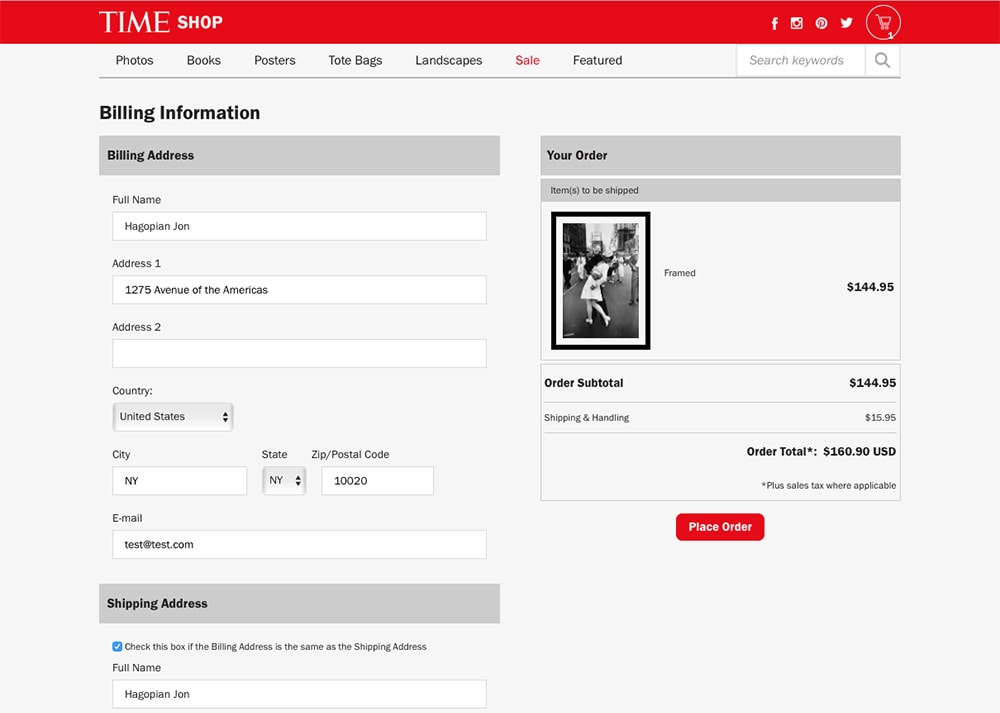 TIME SHOP
1
Photos Books Posters Tote Bags Landscapes Sale Featured Search keywords
Billing Information
Billing Address
Full Name
Hagopian Jon
Address 1
1275 Avenue of the Americas
Address 2
Country:
United States
City State Zip/Postal Code
NY NY 10020
E-mail
test@test.com
Shipping Address
Check this box if the Billing Address is the same as the Shipping Address
Full Name
Hagopian Jon
Your Order
Item(s) to be shipped
Framed
$144.95
Order Subtotal $144.95
Shipping & Handling $15.95
Order Total*: $160.90 USD
*Plus sales tax where applicable
Place Order